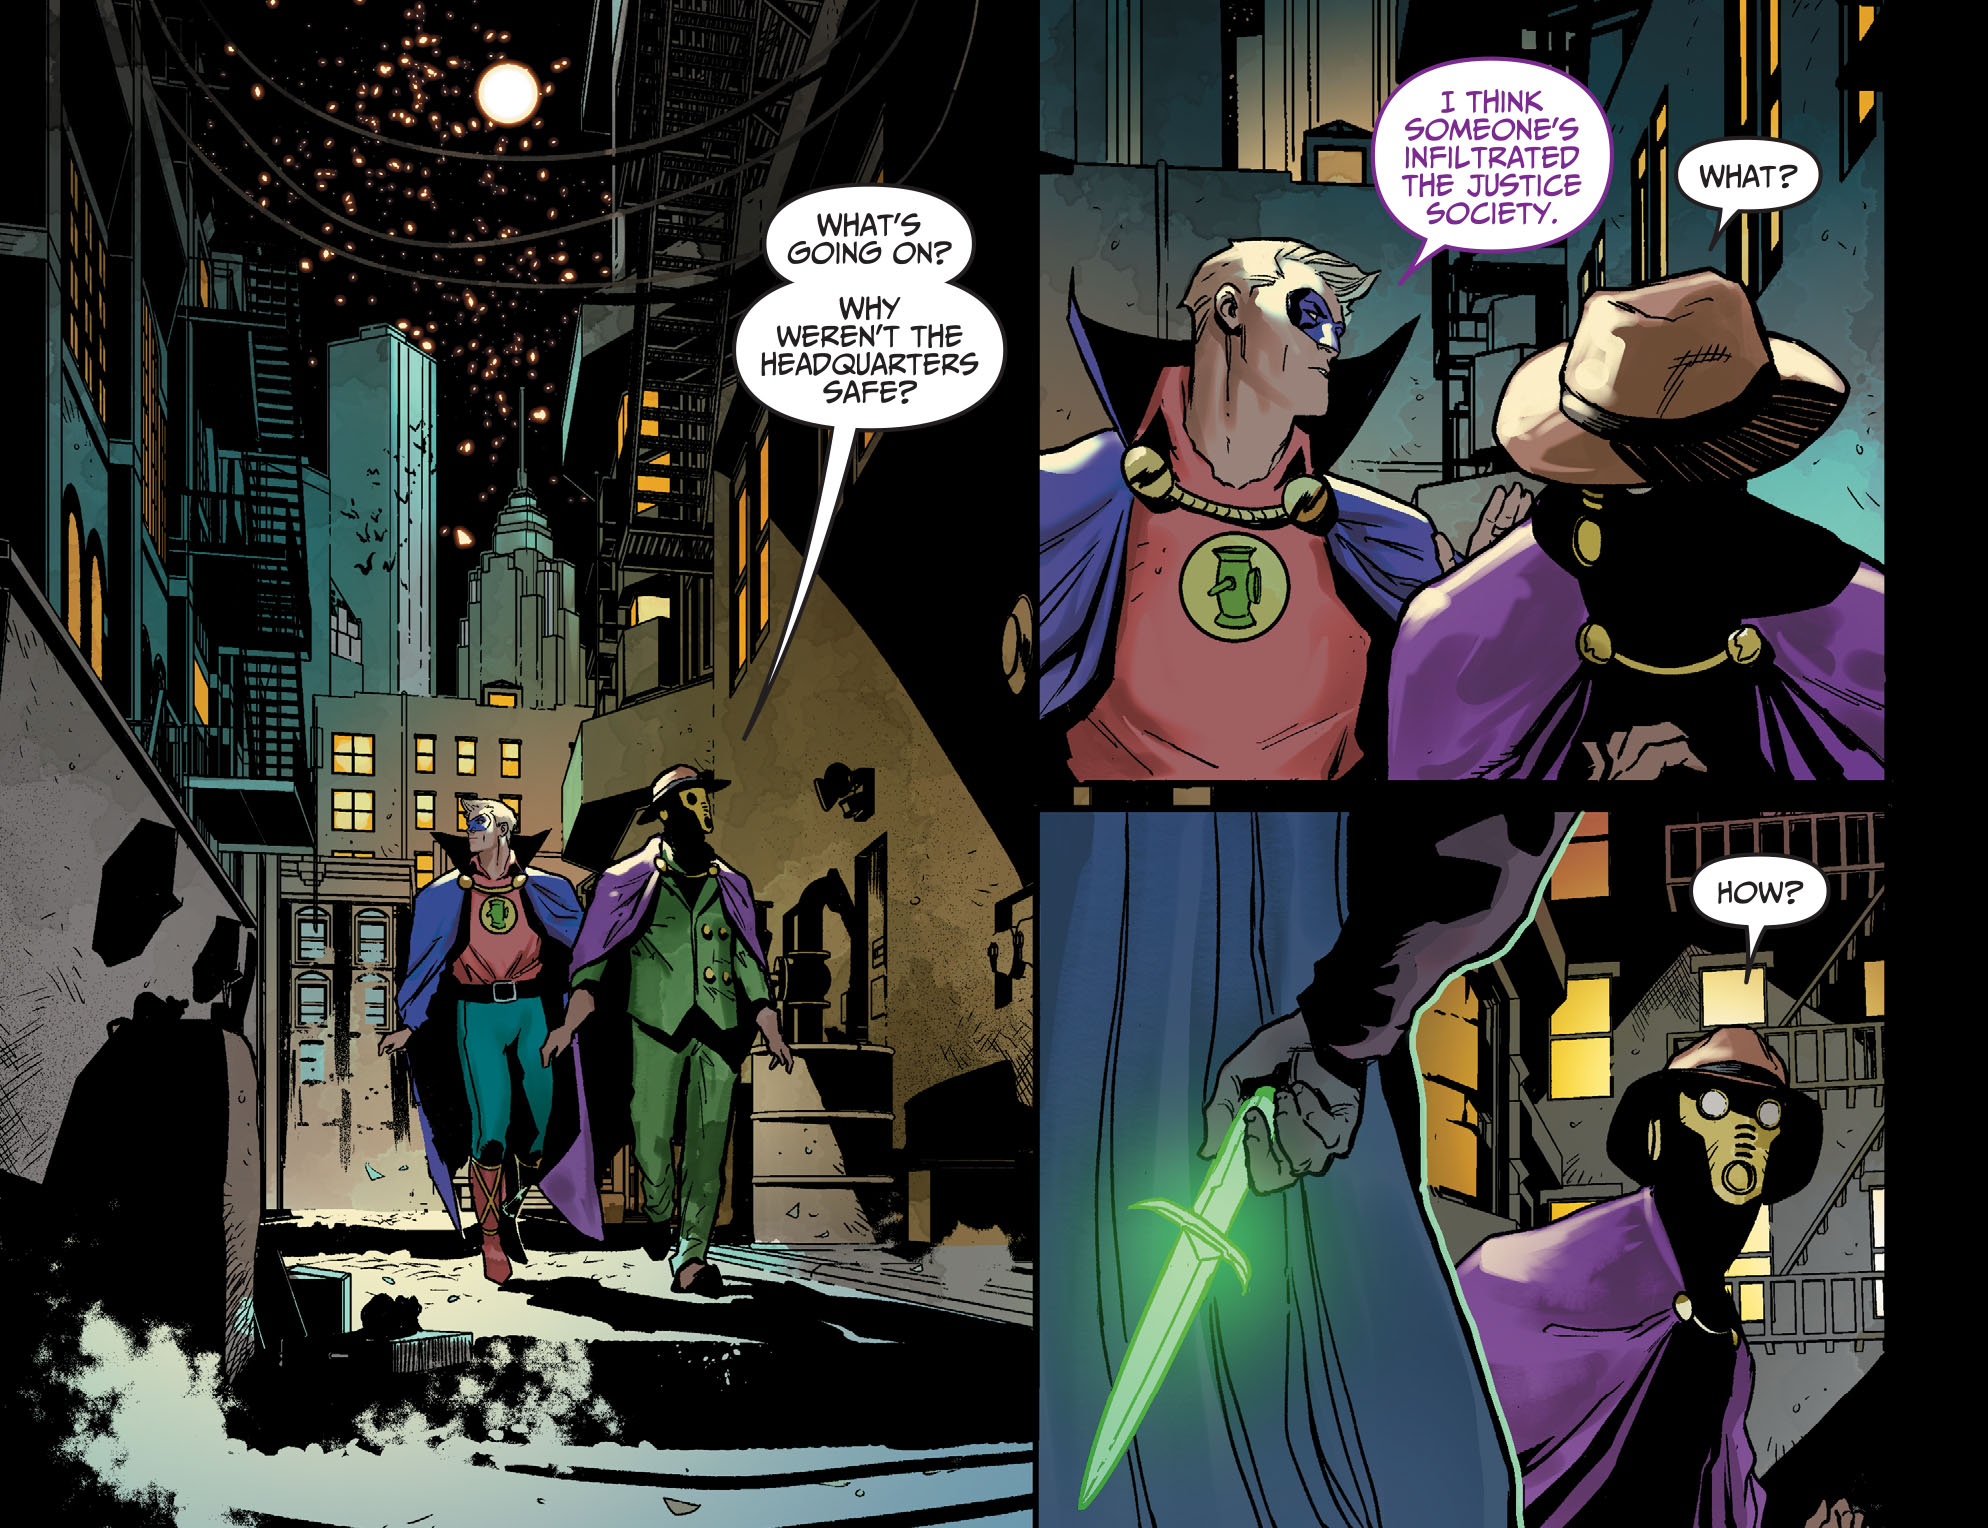 WHAT'S
GOING ON?
WHY
WEREN'T THE
HEADQUARTERS
SAFE?
I THINK
SOMEONE'S
INFILTRATED
THE JUSTICE
SOCIETY.
WHAT?
HOW?